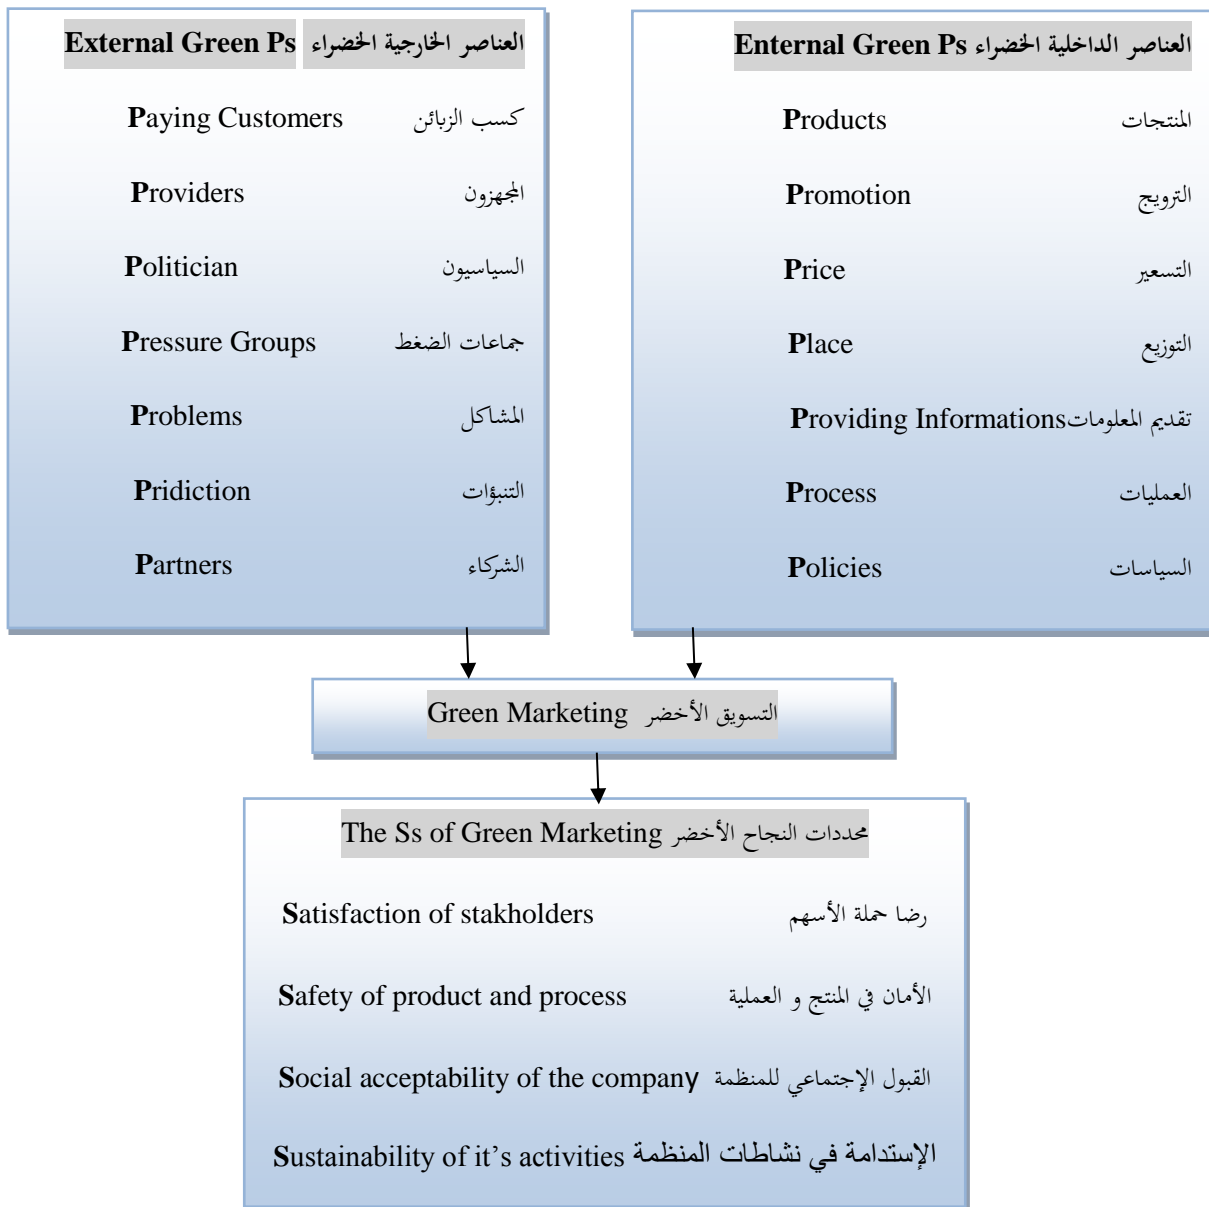 العناصر الخارجية الخضراء External Green Ps
كسب الزبائن Paying Customers
المجهزون Providers
السياسيون Politician
جماعات الضغط Pressure Groups
المشاكل Problems
التنبؤات Pridiction
الشركاء Partners
العناصر الداخلية الخضراء Enternal Green Ps
المنتجات Products
الترويج Promotion
التسعير Price
التوزيع Place
تقديم المعلومات Providing Informations
العمليات Process
السياسات Policies
التسويق الأخضر Green Marketing
محددات النجاح الأخضر The Ss of Green Marketing
رضا حملة الأسهم Satisfaction of stakholders
الأمان في المنتج و العملية Safety of product and process
القبول الإجتماعي للمنظمة Social acceptability of the company
الإستدامة في نشاطات المنظمة Sustainability of it’s activities